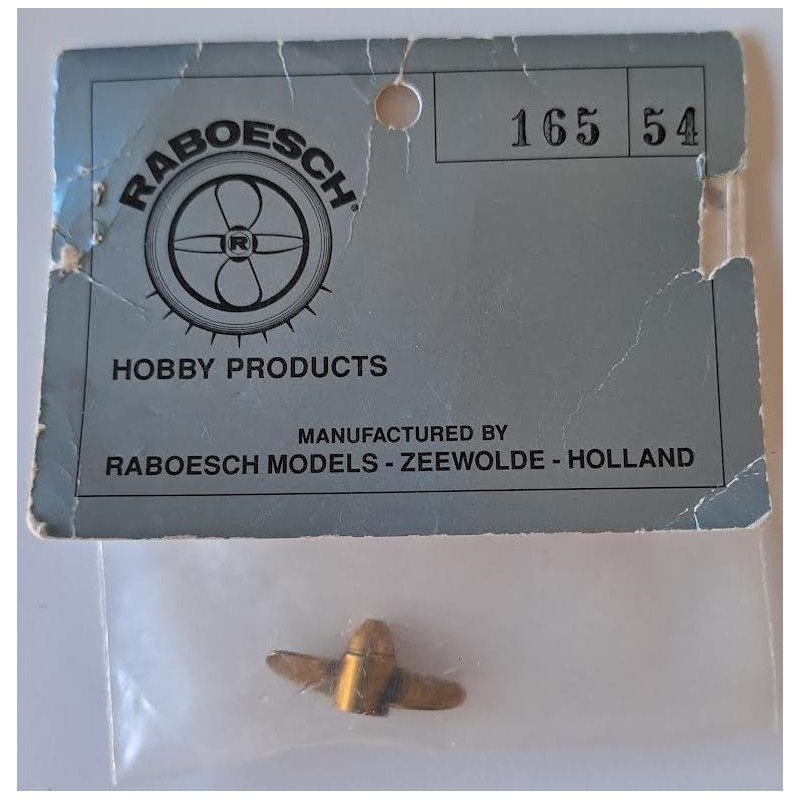 165 54
RABOESCH®
R
HOBBY PRODUCTS
MANUFACTURED BY
RABOESCH MODELS - ZEEWOLDE - HOLLAND